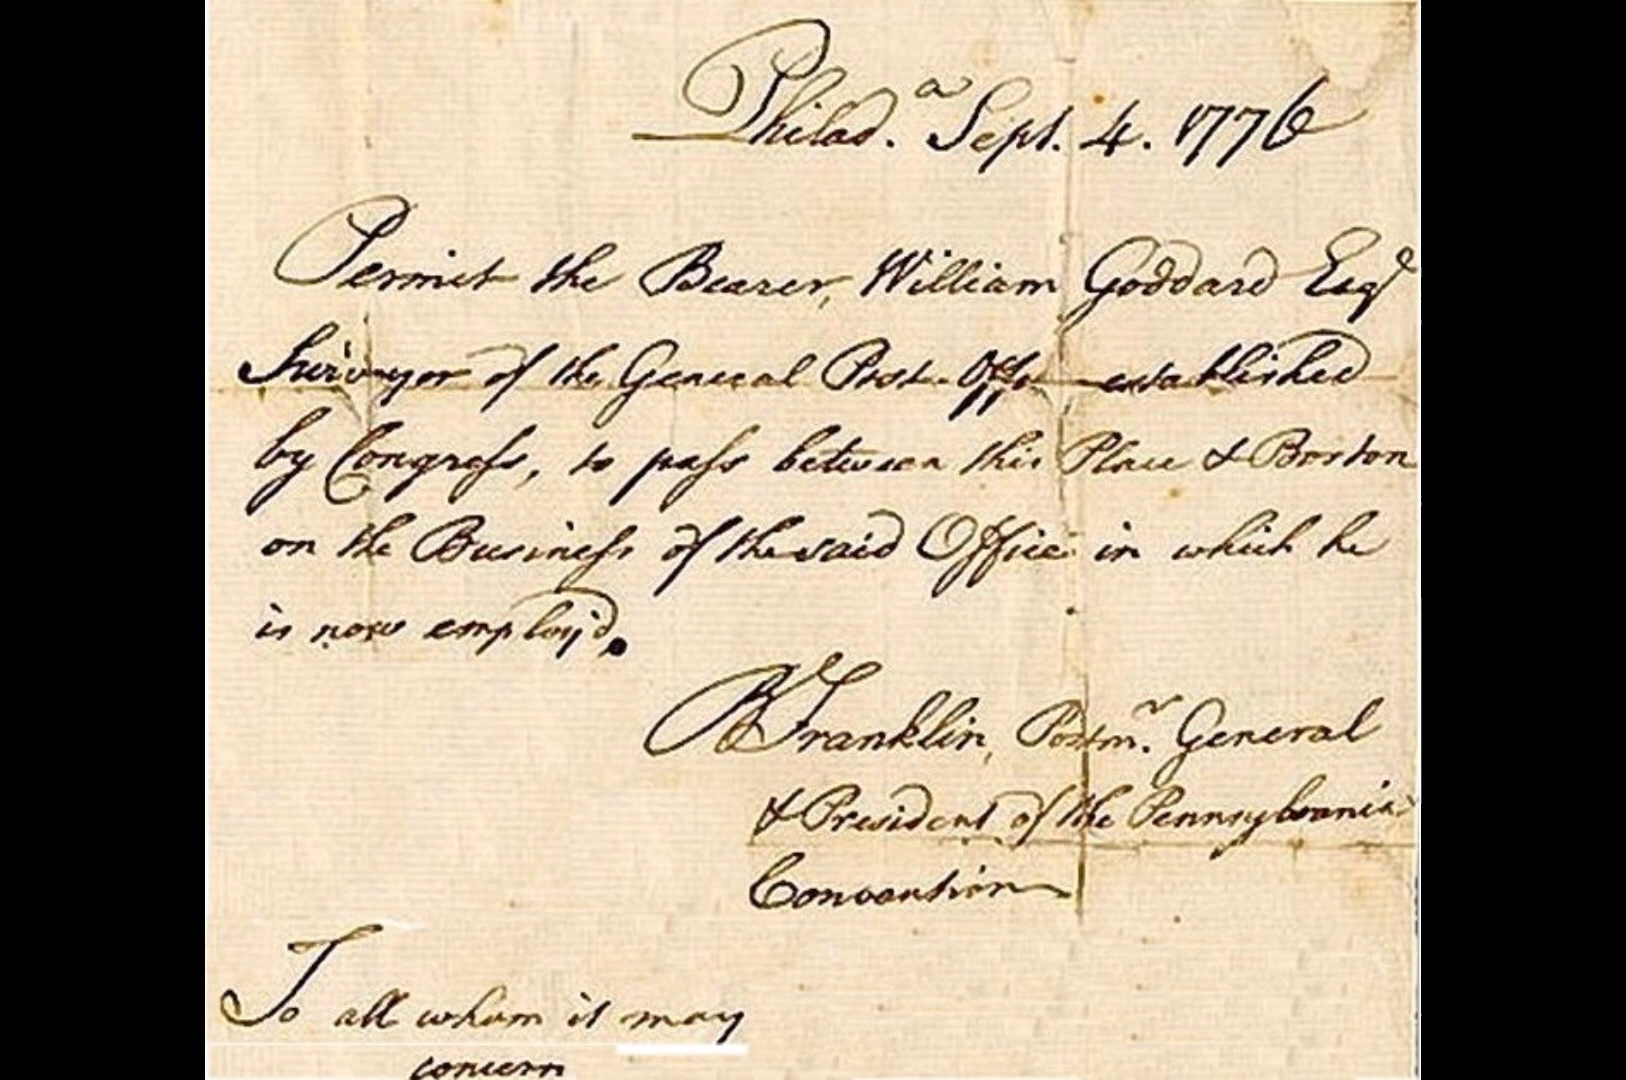 Philad.a Sept. 4. 1776
Permit the Bearer, William Goddard Esqr
Surveyor of the General Post-Office established
by Congress, to pass between this Place & Boston
on the Business of the said Office in which he
is now employ'd.
B Franklin, Postmr. General
& President of the Pennsylvania
Convention
To all whom it may
concern